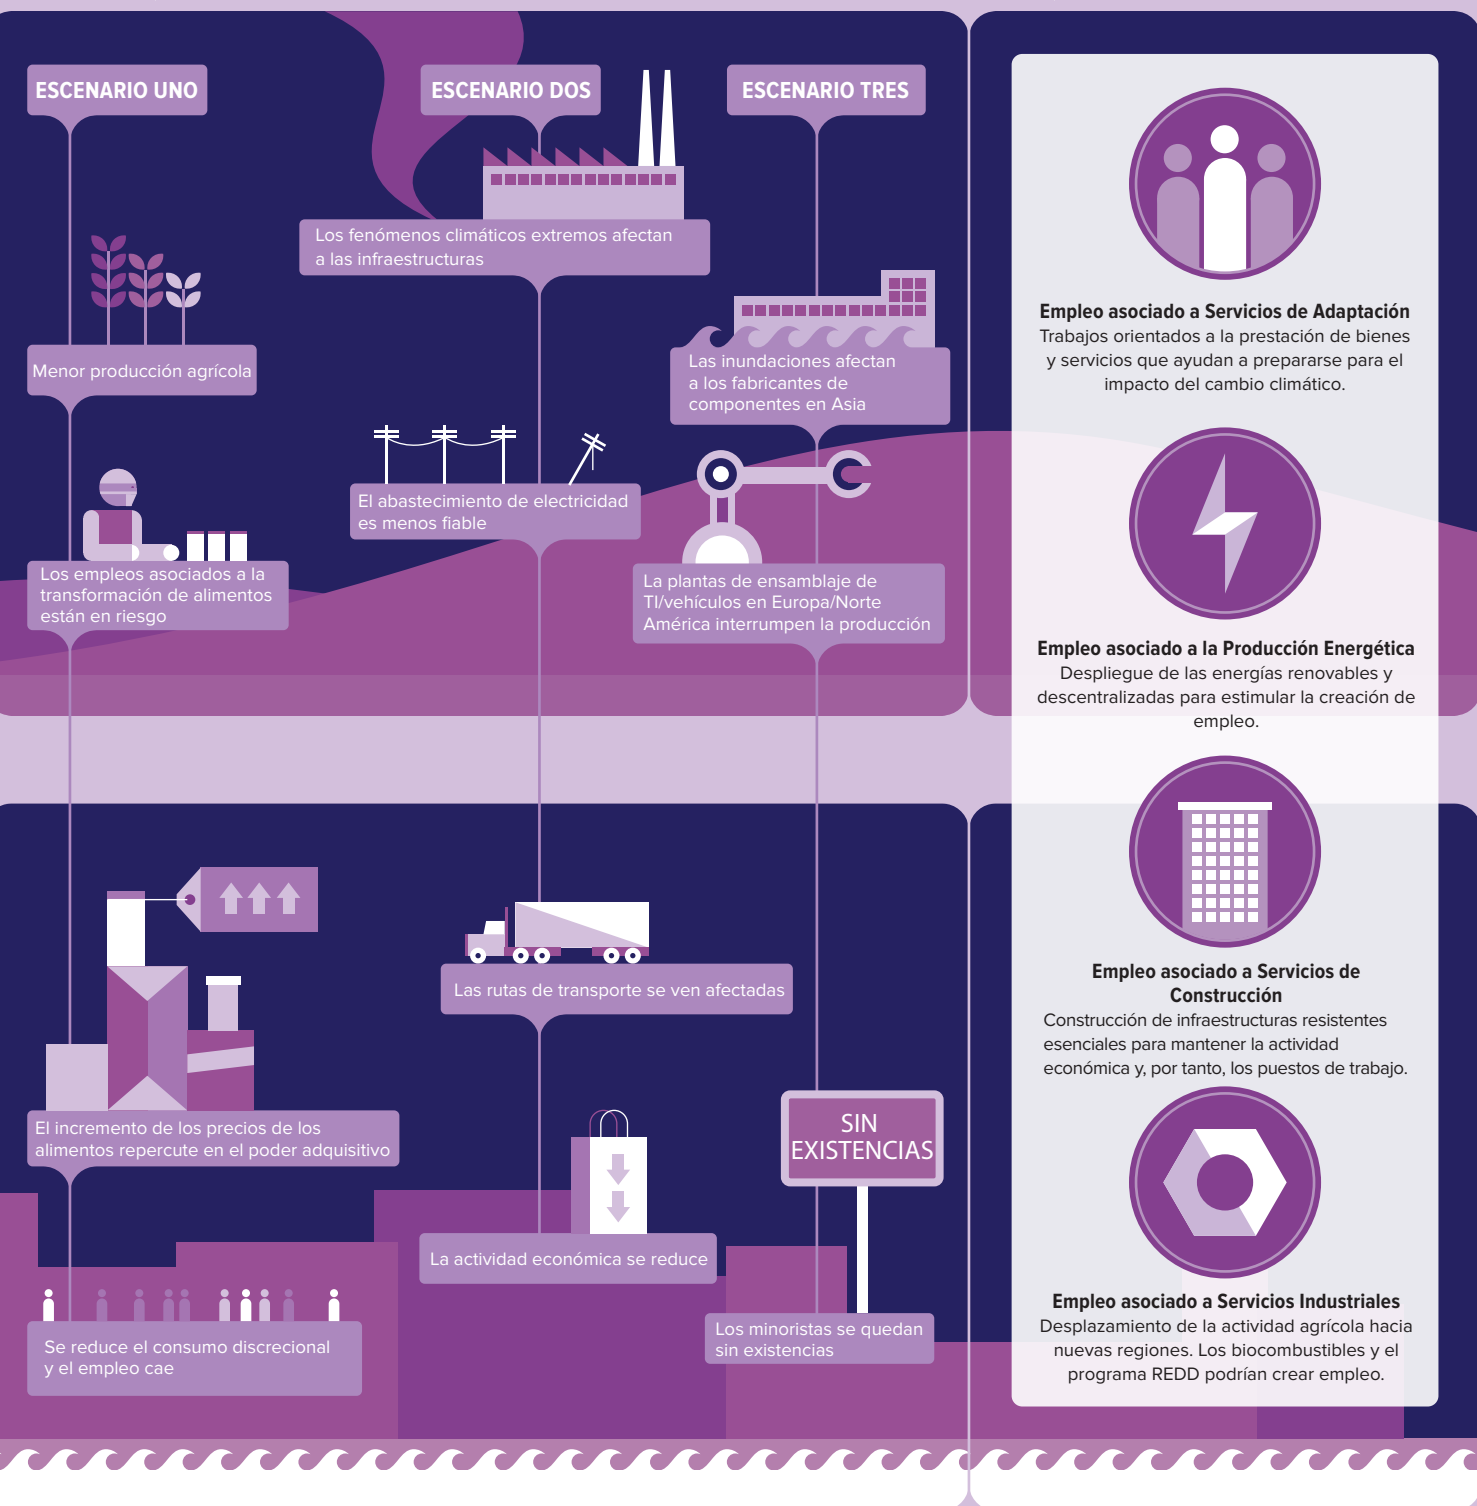 ESCENARIO UNO
Menor producción agrícola
Los empleos asociados a la
transformación de alimentos
están en riesgo
El incremento de los precios de los
alimentos repercute en el poder adquisitivo
Se reduce el consumo discrecional
y el empleo cae
ESCENARIO DOS
Los fenómenos climáticos extremos afectan
a las infraestructuras
El abastecimiento de electricidad
es menos fiable
Las rutas de transporte se ven afectadas
La actividad económica se reduce
ESCENARIO TRES
Las inundaciones afectan
a los fabricantes de
componentes en Asia
La plantas de ensamblaje de
TI/vehículos en Europa/Norte
América interrumpen la producción
SIN
EXISTENCIAS
Los minoristas se quedan
sin existencias
Empleo asociado a Servicios de Adaptación
Trabajos orientados a la prestación de bienes
y servicios que ayudan a prepararse para el
impacto del cambio climático.
Empleo asociado a la Producción Energética
Despliegue de las energías renovables y
descentralizadas para estimular la creación de
empleo.
Empleo asociado a Servicios de
Construcción
Construcción de infraestructuras resistentes
esenciales para mantener la actividad
económica y, por tanto, los puestos de trabajo.
Empleo asociado a Servicios Industriales
Desplazamiento de la actividad agrícola hacia
nuevas regiones. Los biocombustibles y el
programa REDD podrían crear empleo.